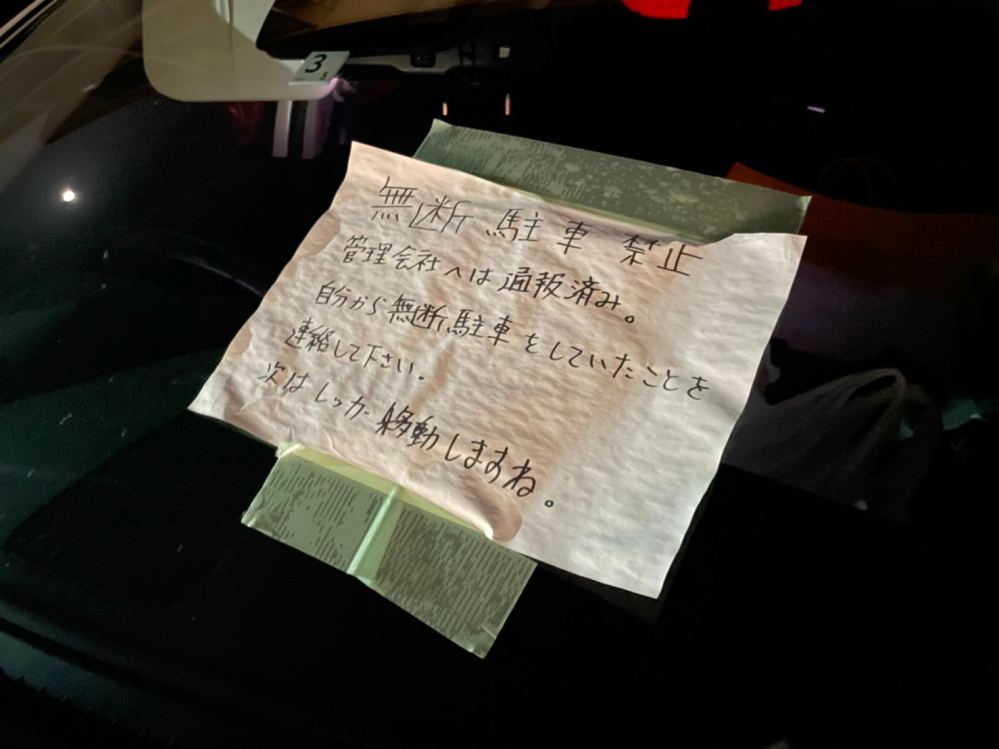 3
5
無断 駐 車 禁止
管理会社へは通報済み。
自分から無断駐車をしていたことを
連絡して下さい。
次はレッカー移動しますね。